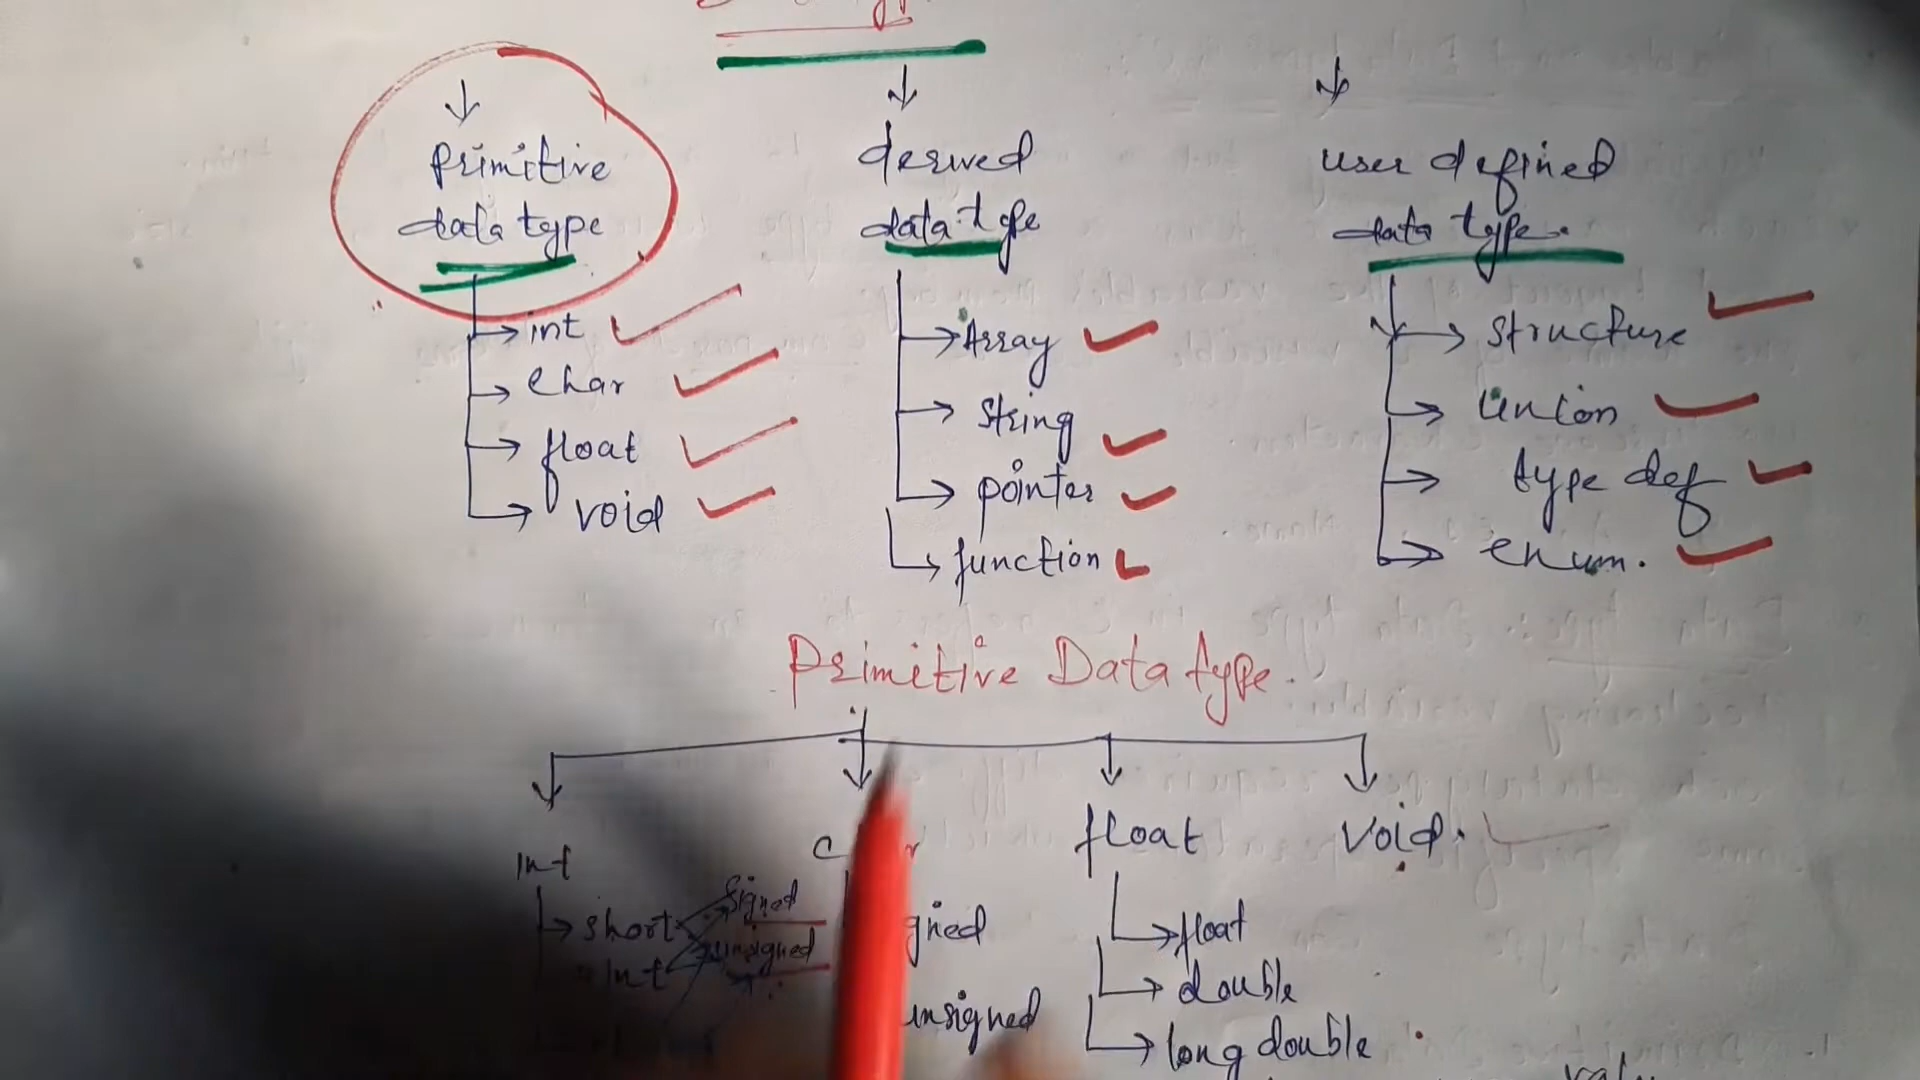 primitive
data type
int
char
float
void
derived
data type
Array
string
pointer
function
user defined
data type.
structure
union
type def
enum.
Primitive Data type.
Int
short
int
signed
unsigned
unsigned
float
float
double
long double
void.